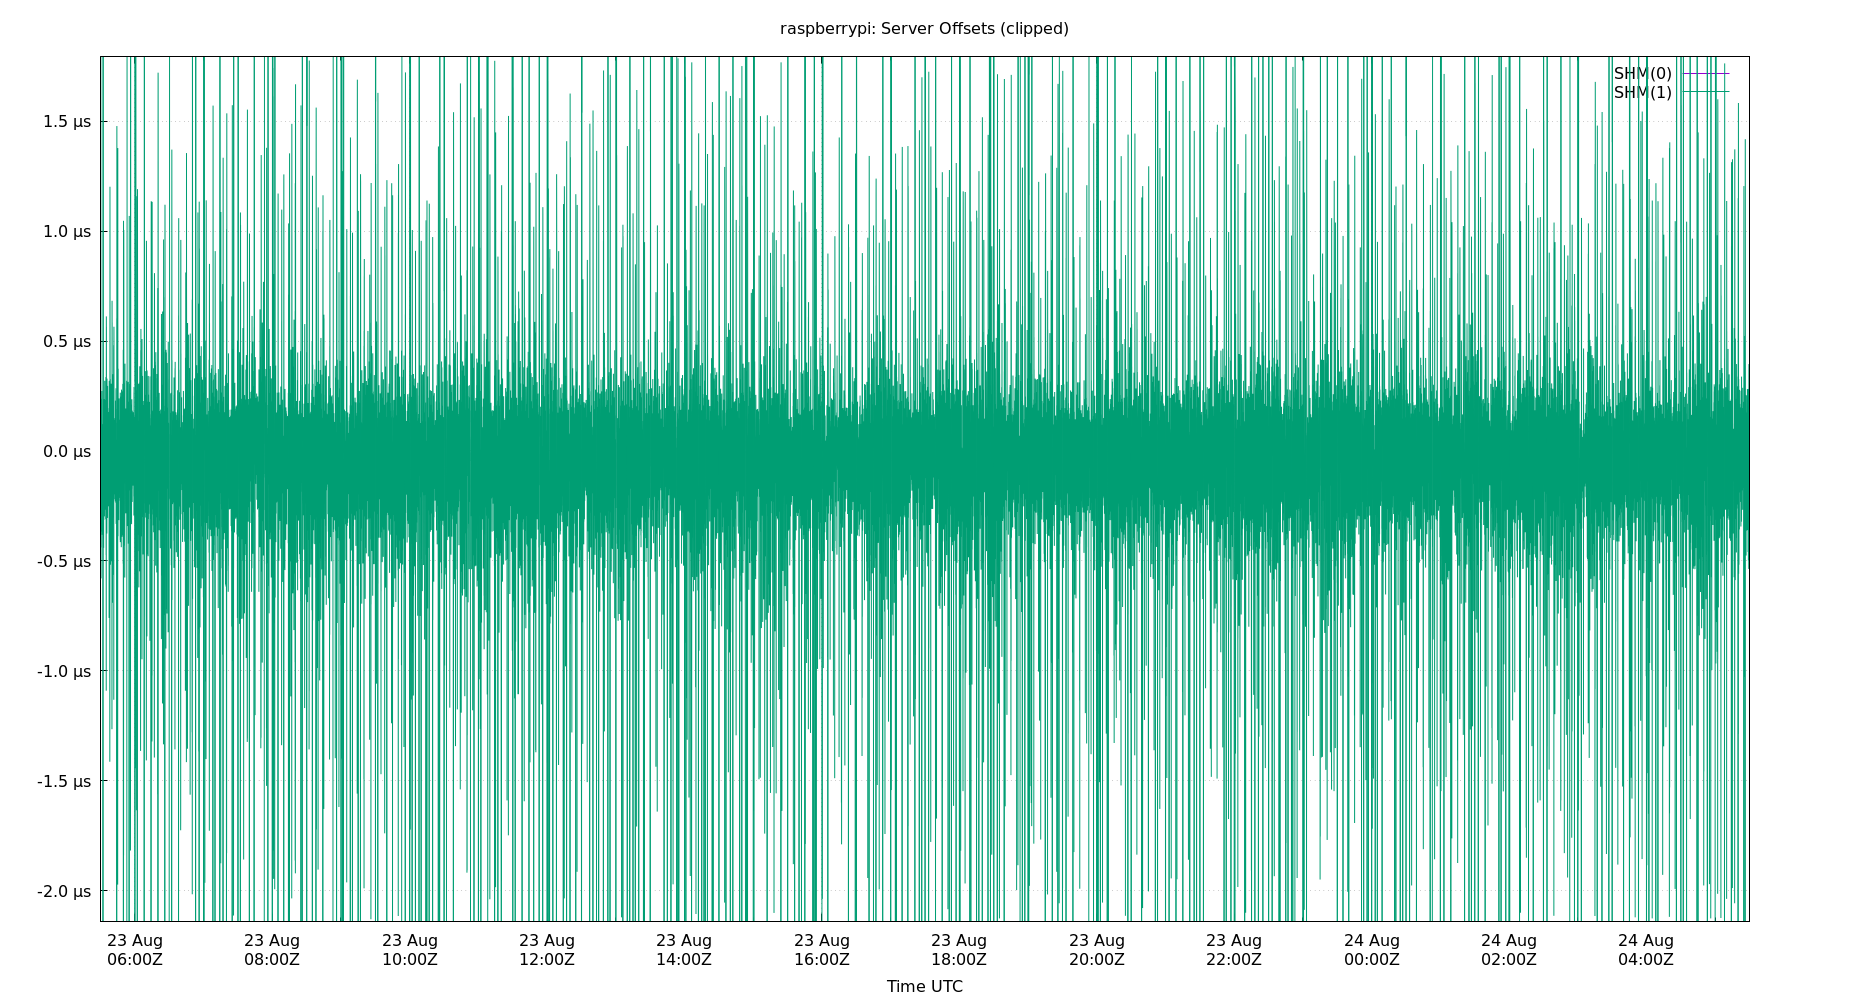 raspberrypi: Server Offsets (clipped)
SHM(0)
SHM(1)
1.5 µs
1.0 µs
0.5 µs
0.0 µs
-0.5 µs
-1.0 µs
-1.5 µs
-2.0 µs
23 Aug 23 Aug 23 Aug 23 Aug 23 Aug 23 Aug 23 Aug 23 Aug 23 Aug 24 Aug 24 Aug 24 Aug
06:00Z 08:00Z 10:00Z 12:00Z 14:00Z 16:00Z 18:00Z 20:00Z 22:00Z 00:00Z 02:00Z 04:00Z
Time UTC